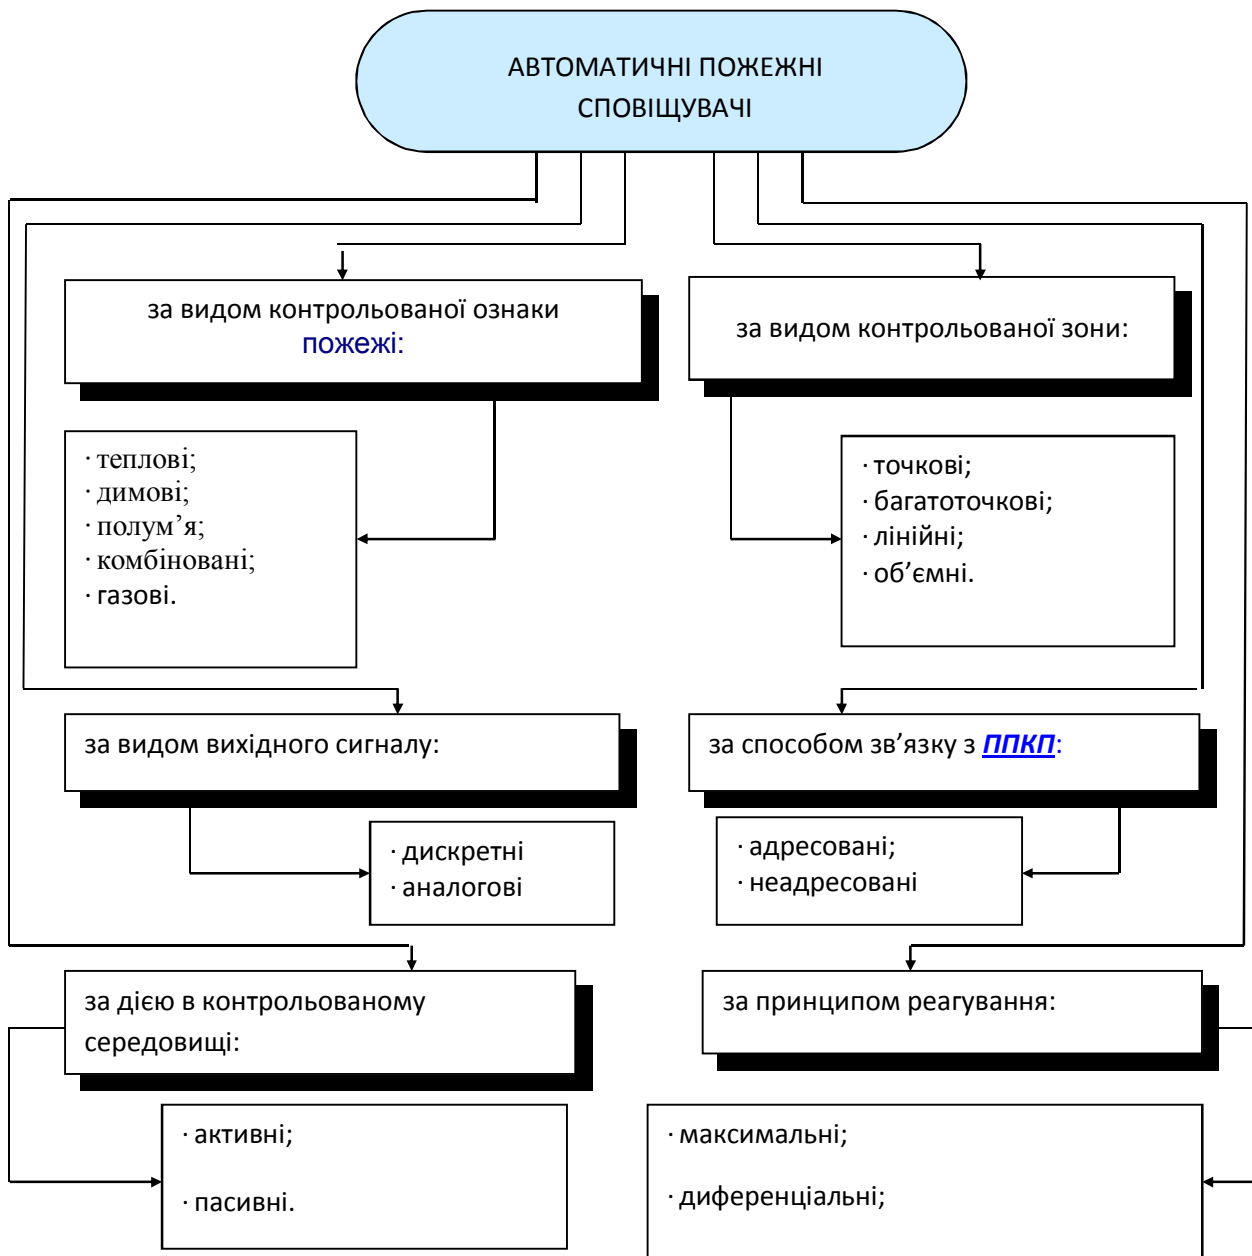 АВТОМАТИЧНІ ПОЖЕЖНІ
СПОВІЩУВАЧІ
за видом контрольованої ознаки
пожежі:
за видом контрольованої зони:
· теплові;
· димові;
· полум’я;
· комбіновані;
· газові.
· точкові;
· багатоточкові;
· лінійні;
· об’ємні.
за видом вихідного сигналу:
за способом зв’язку з ППКП:
· дискретні
· аналогові
· адресовані;
· неадресовані
за дією в контрольованому
середовищі:
за принципом реагування:
· активні;
· пасивні.
· максимальні;
· диференціальні;